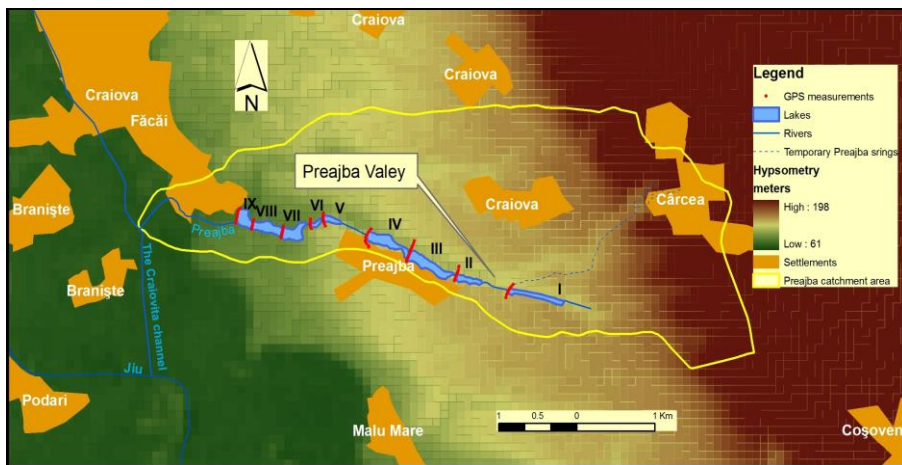 Craiova
Craiova
Făcăi
N
Craiova
Legend
GPS measurements
Lakes
Rivers
Temporary Preajba srings
Hypsometry
meters
High : 198
Low : 61
Settlements
Preajba catchment area
Preajba Valey
Braniște
Craiova
Cârcea
IX
VIII
VII
VI
V
IV
III
II
I
Preajba
Preajba
Braniște
The Craiovita channel
Jiu
Podari
Malu Mare
1
0.5
0
1 Km
Coșoven